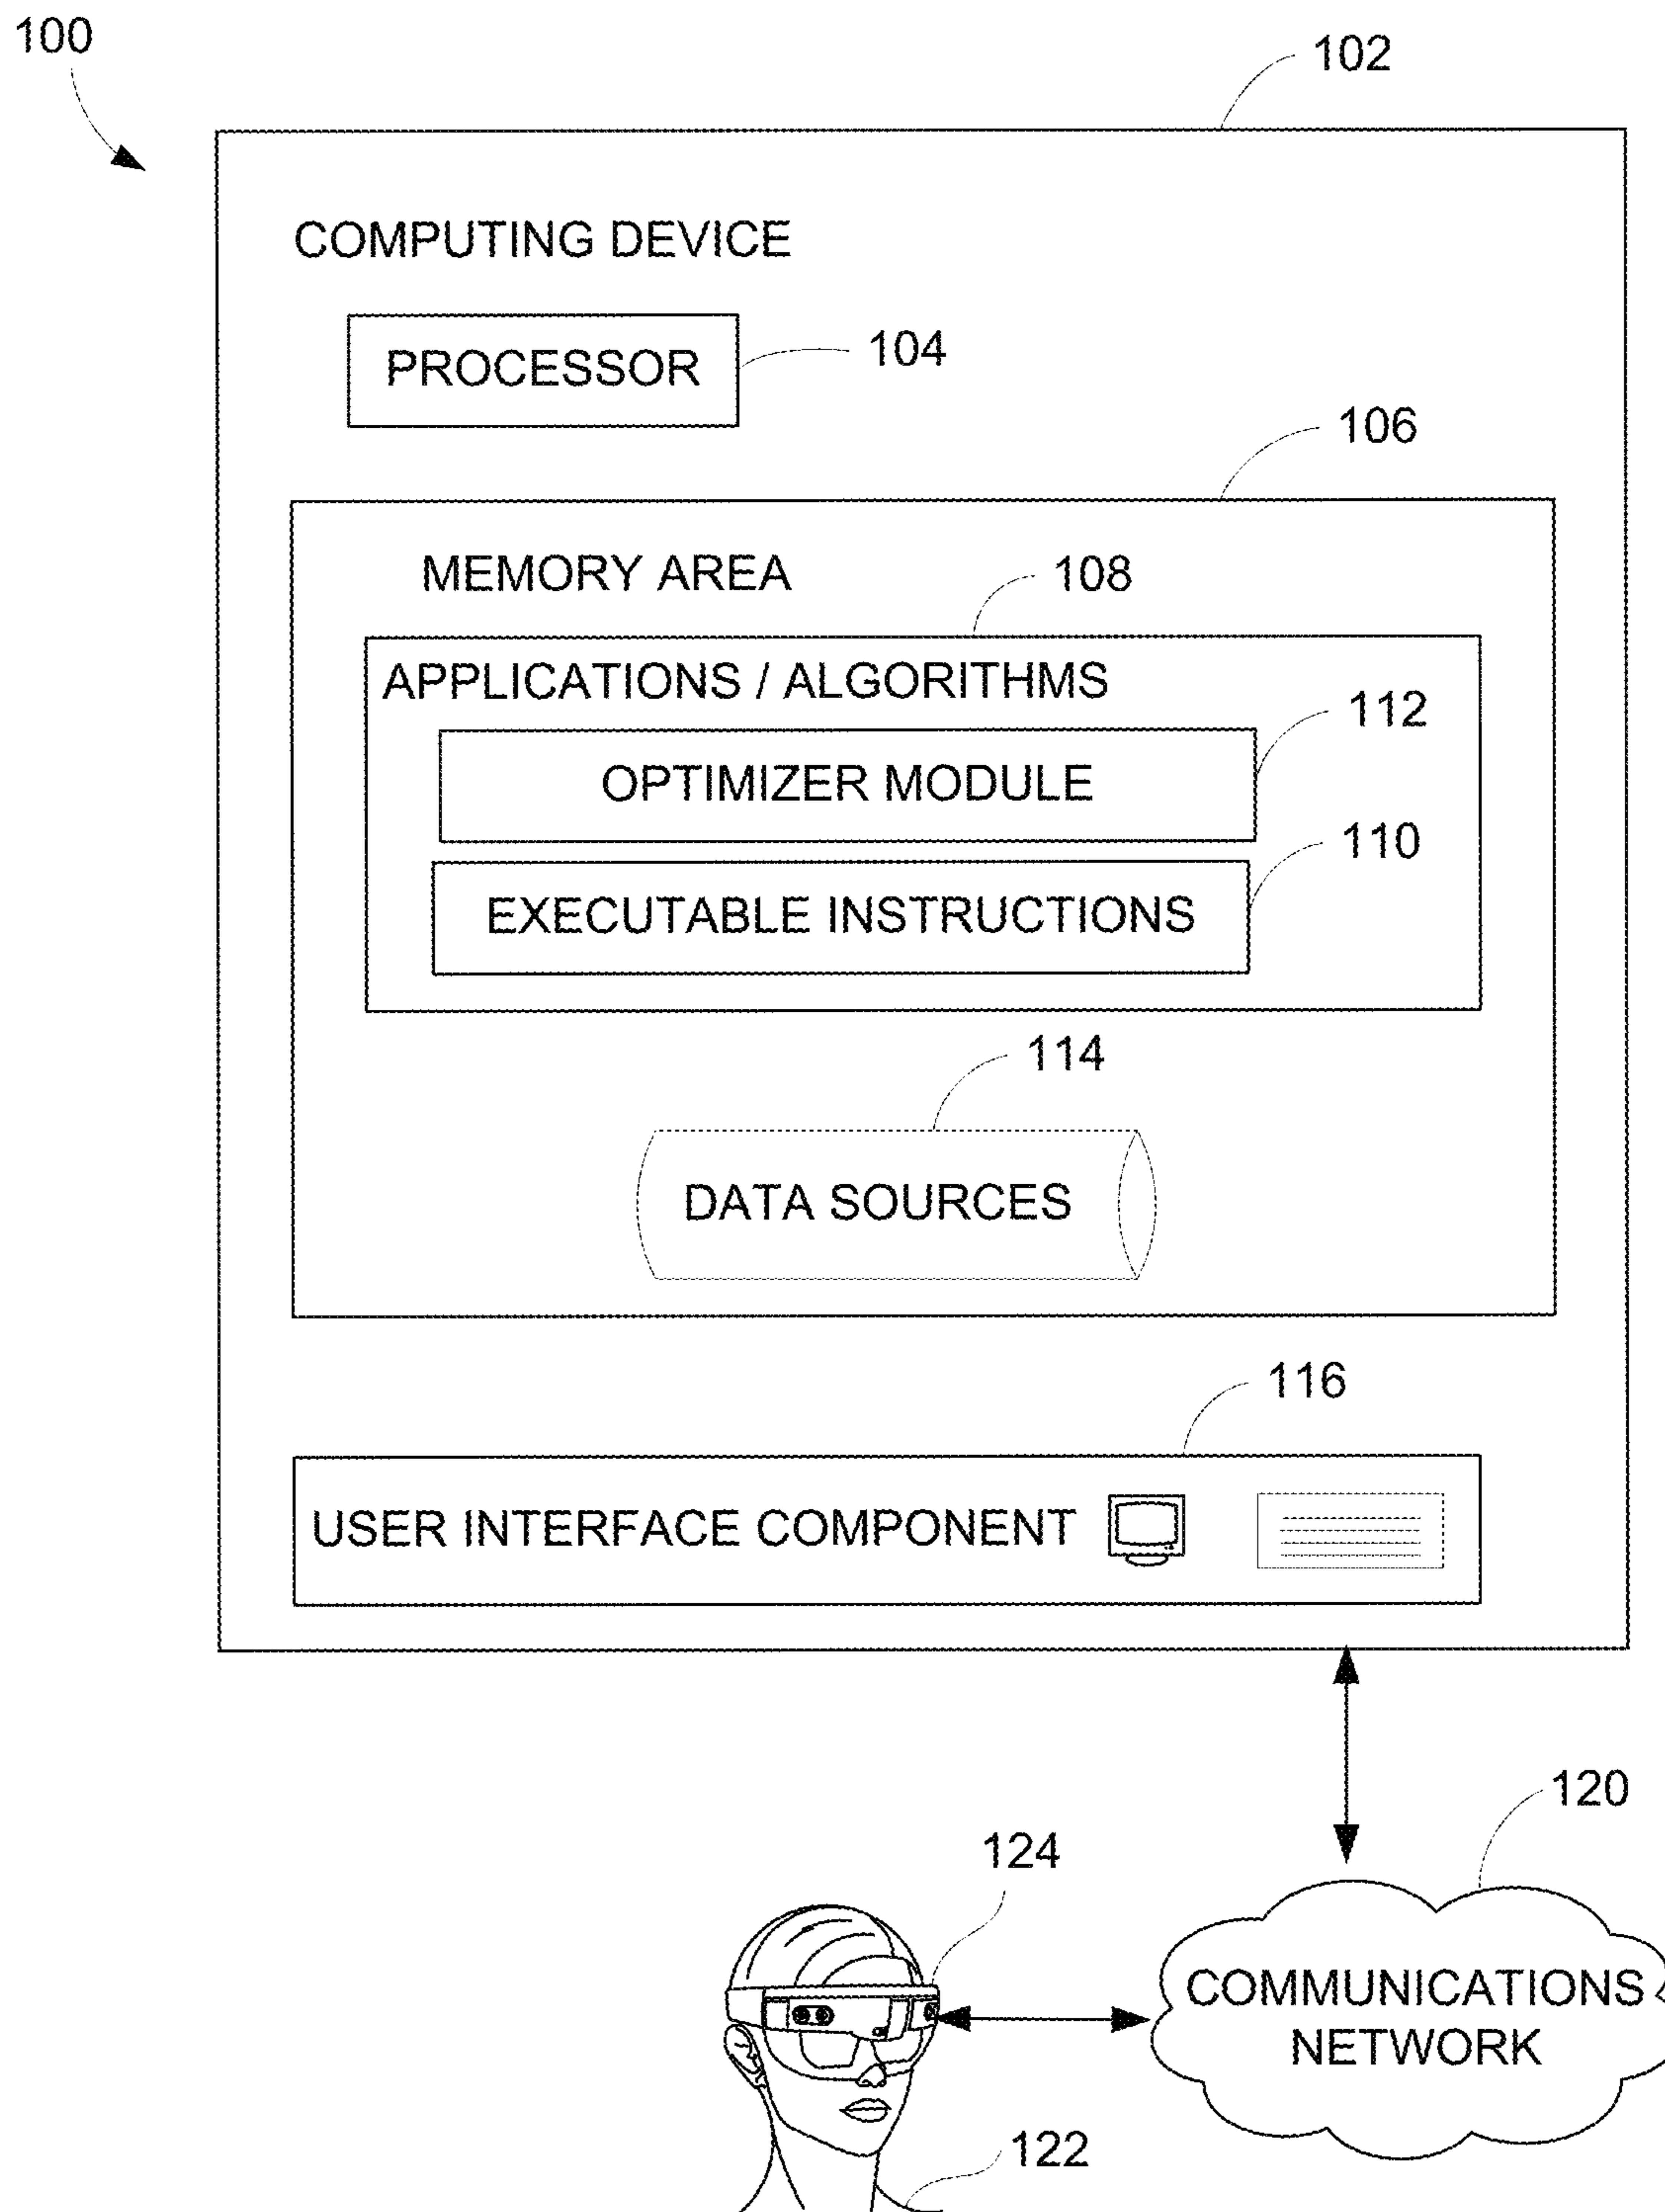 100
102
COMPUTING DEVICE
PROCESSOR
104
106
MEMORY AREA
108
APPLICATIONS / ALGORITHMS
112
OPTIMIZER MODULE
110
EXECUTABLE INSTRUCTIONS
114
DATA SOURCES
116
USER INTERFACE COMPONENT
120
124
COMMUNICATIONS
NETWORK
122